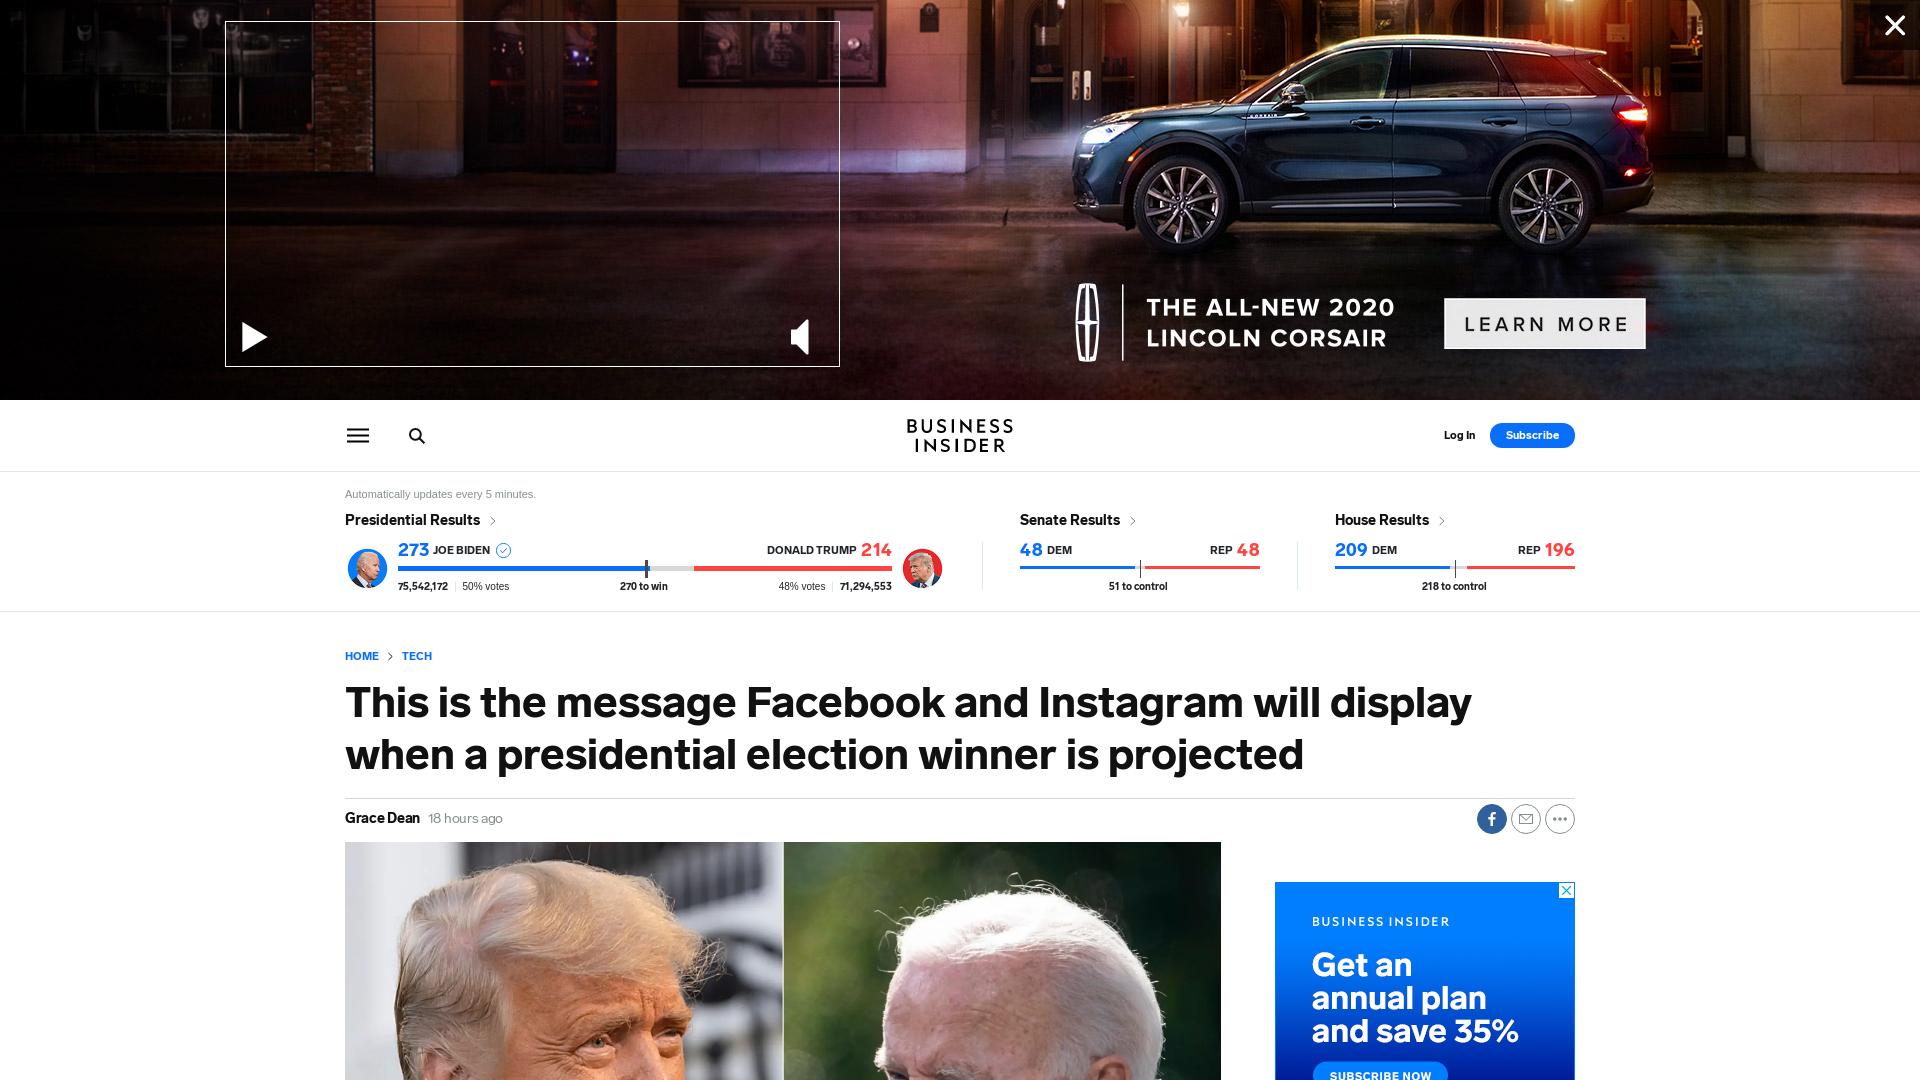 THE ALL-NEW 2020
LINCOLN CORSAIR
LEARN MORE
BUSINESS
INSIDER
Log In
Subscribe
Automatically updates every 5 minutes.
Presidential Results
273 JOE BIDEN
DONALD TRUMP 214
75,542,172 50% votes
270 to win
48% votes 71,294,553
Senate Results
48 DEM
REP 48
51 to control
House Results
209 DEM
REP 196
218 to control
HOME > TECH
This is the message Facebook and Instagram will display
when a presidential election winner is projected
Grace Dean 18 hours ago
BUSINESS INSIDER
Get an
annual plan
and save 35%
SUBSCRIBE NOW